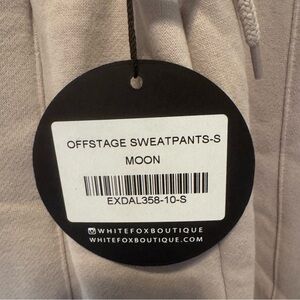 OFFSTAGE SWEATPANTS-S
MOON
EXDAL358-10-S
WHITEFOXBOUTIQUE
WHITEFOXBOUTIQUE.COM